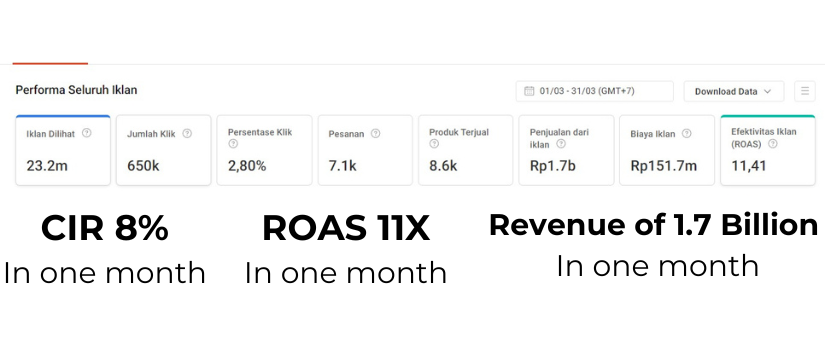 Performa Seluruh Iklan
01/03 - 31/03 (GMT+7)
Download Data
Iklan Dilihat
23.2m
Jumlah Klik
650k
Persentase Klik
2,80%
Pesanan
7.1k
Produk Terjual
8.6k
Penjualan dari
iklan
Rp1.7b
Biaya Iklan
Rp151.7m
Efektivitas Iklan
(ROAS)
11,41
CIR 8%
In one month
ROAS 11X
In one month
Revenue of 1.7 Billion
In one month